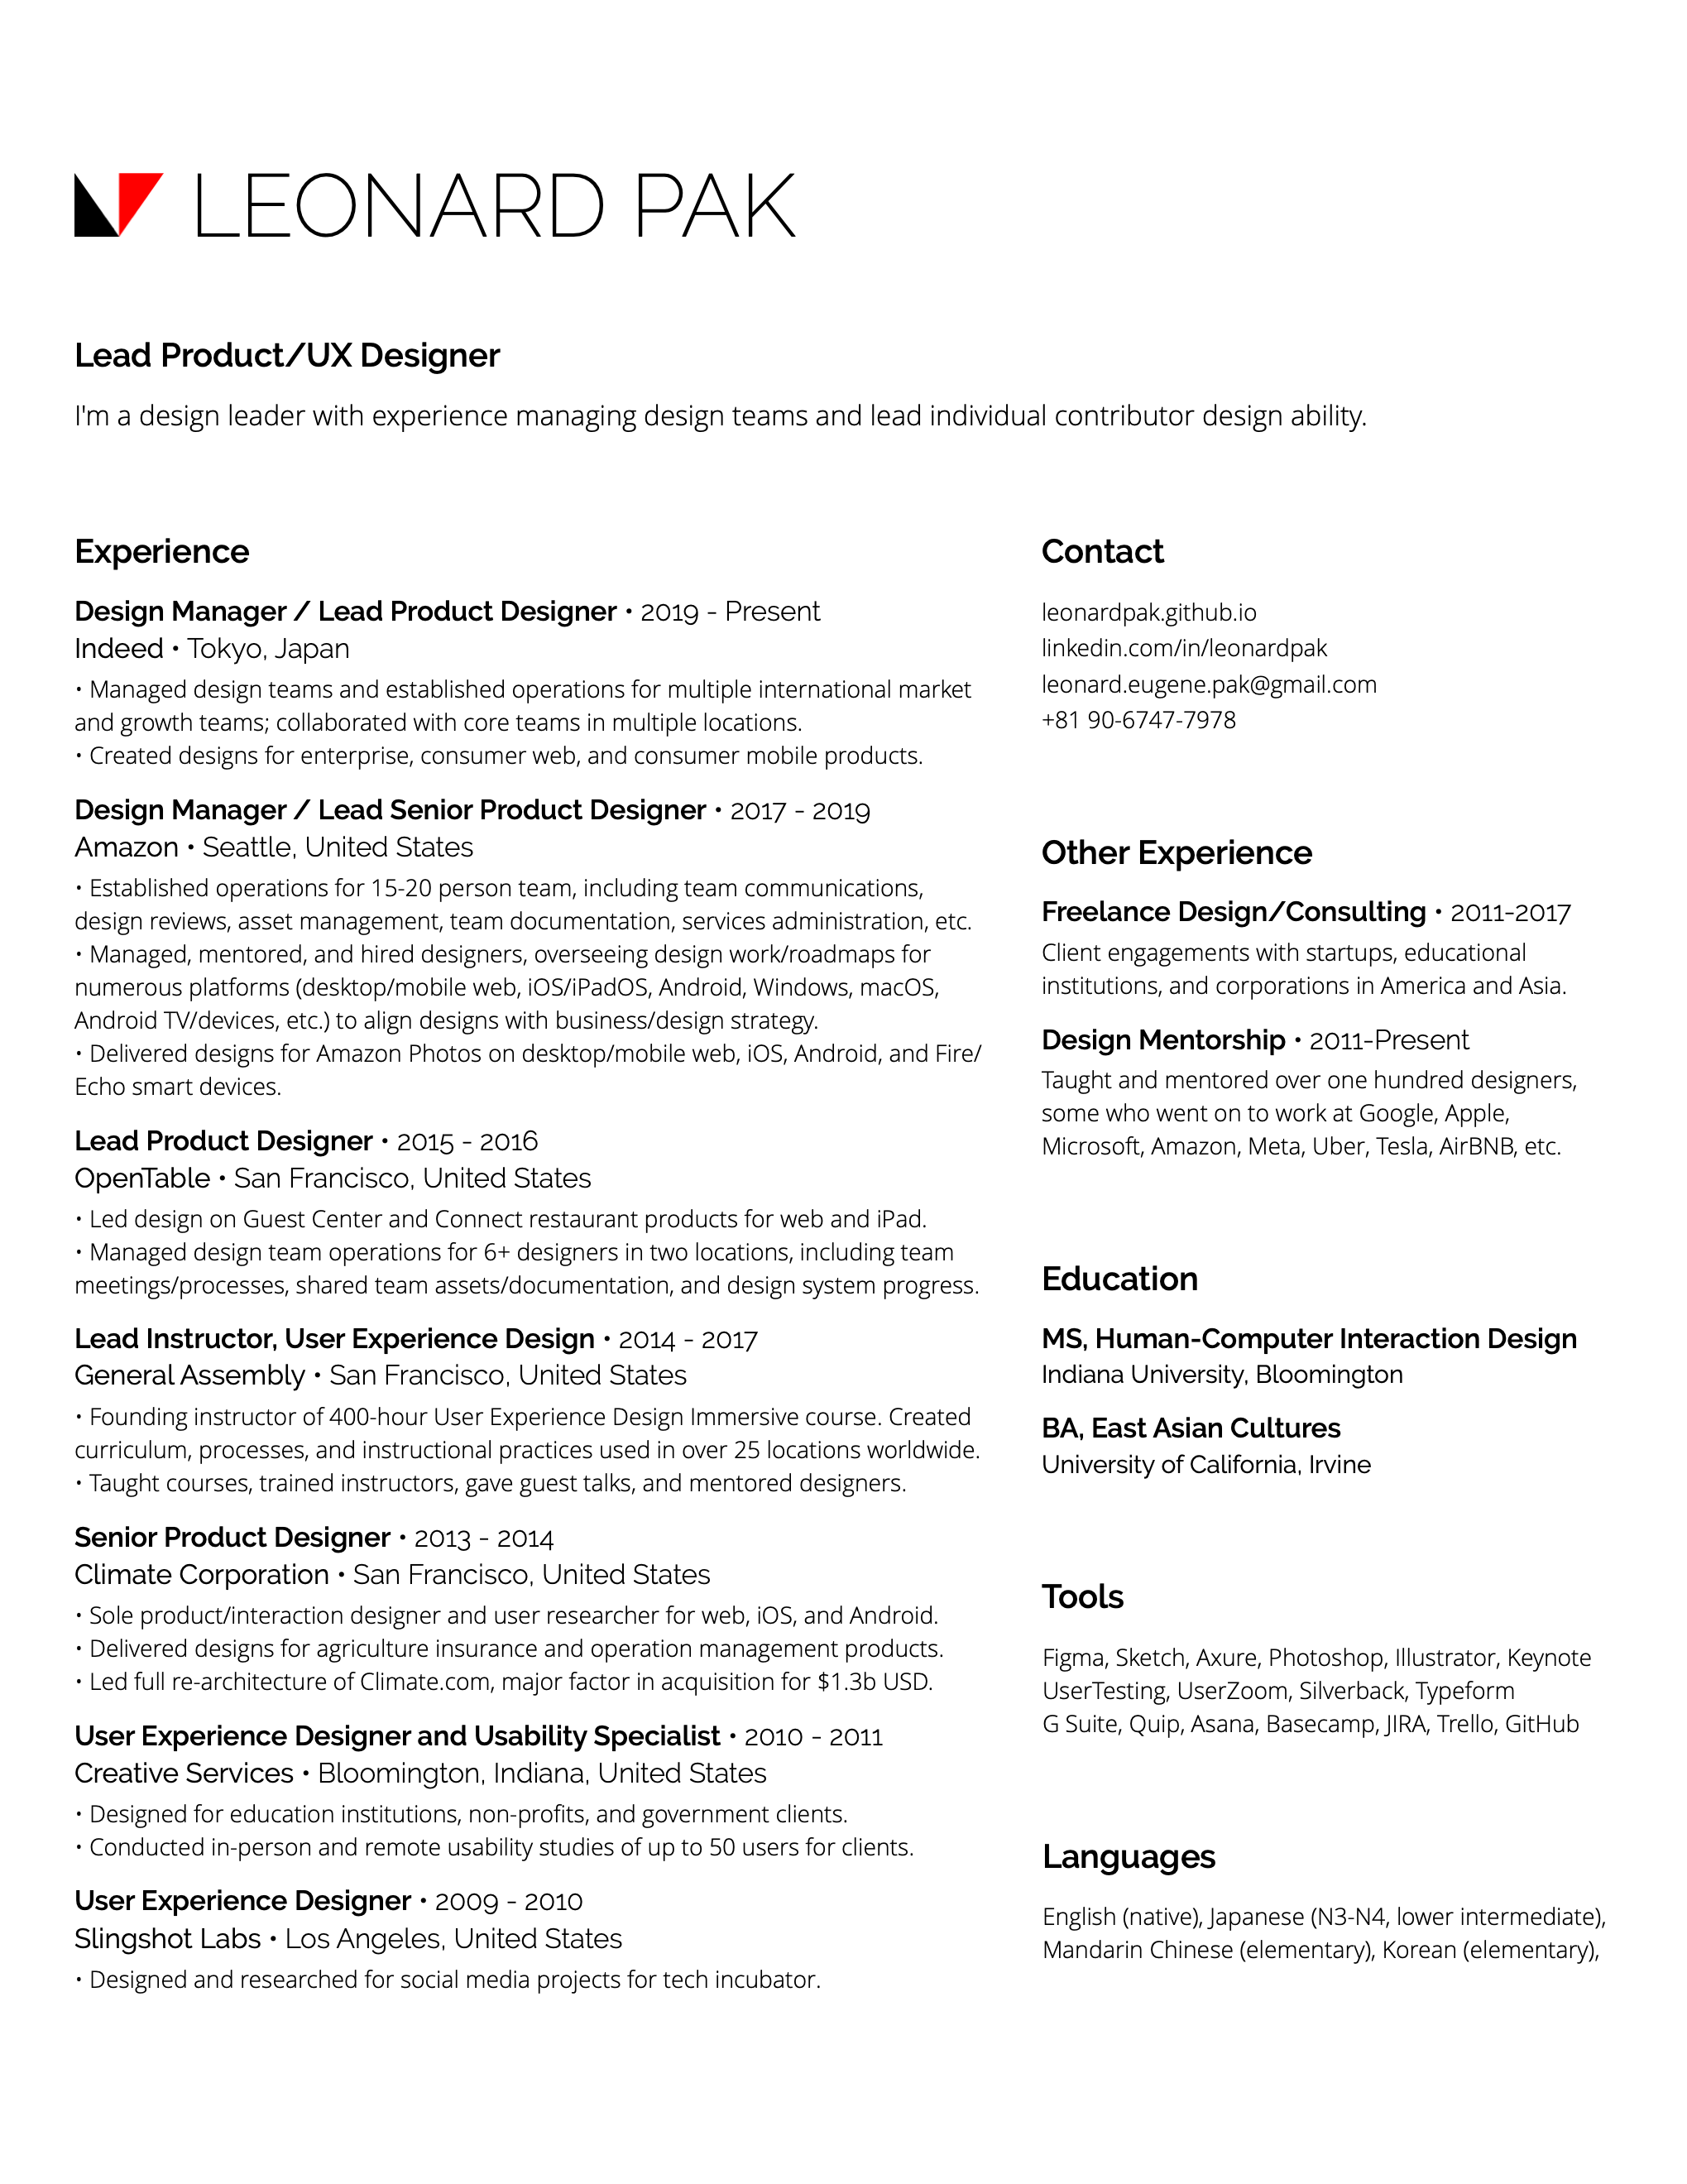 LEONARD PAK
Lead Product/UX Designer
I'm a design leader with experience managing design teams and lead individual contributor design ability.
Experience
Design Manager / Lead Product Designer • 2019 - Present
Indeed • Tokyo, Japan
• Managed design teams and established operations for multiple international market
and growth teams; collaborated with core teams in multiple locations.
• Created designs for enterprise, consumer web, and consumer mobile products.
Design Manager / Lead Senior Product Designer • 2017 - 2019
Amazon • Seattle, United States
• Established operations for 15-20 person team, including team communications,
design reviews, asset management, team documentation, services administration, etc.
• Managed, mentored, and hired designers, overseeing design work/roadmaps for
numerous platforms (desktop/mobile web, iOS/iPadOS, Android, Windows, macOS,
Android TV/devices, etc.) to align designs with business/design strategy.
• Delivered designs for Amazon Photos on desktop/mobile web, iOS, Android, and Fire/
Echo smart devices.
Lead Product Designer • 2015 - 2016
OpenTable • San Francisco, United States
• Led design on Guest Center and Connect restaurant products for web and iPad.
• Managed design team operations for 6+ designers in two locations, including team
meetings/processes, shared team assets/documentation, and design system progress.
Lead Instructor, User Experience Design • 2014 - 2017
General Assembly • San Francisco, United States
• Founding instructor of 400-hour User Experience Design Immersive course. Created
curriculum, processes, and instructional practices used in over 25 locations worldwide.
• Taught courses, trained instructors, gave guest talks, and mentored designers.
Senior Product Designer • 2013 - 2014
Climate Corporation • San Francisco, United States
• Sole product/interaction designer and user researcher for web, iOS, and Android.
• Delivered designs for agriculture insurance and operation management products.
• Led full re-architecture of Climate.com, major factor in acquisition for $1.3b USD.
User Experience Designer and Usability Specialist • 2010 - 2011
Creative Services • Bloomington, Indiana, United States
• Designed for education institutions, non-profits, and government clients.
• Conducted in-person and remote usability studies of up to 50 users for clients.
User Experience Designer • 2009 - 2010
Slingshot Labs • Los Angeles, United States
• Designed and researched for social media projects for tech incubator.
Contact
leonardpak.github.io
linkedin.com/in/leonardpak
leonard.eugene.pak@gmail.com
+81 90-6747-7978
Other Experience
Freelance Design/Consulting • 2011-2017
Client engagements with startups, educational
institutions, and corporations in America and Asia.
Design Mentorship • 2011-Present
Taught and mentored over one hundred designers,
some who went on to work at Google, Apple,
Microsoft, Amazon, Meta, Uber, Tesla, AirBNB, etc.
Education
MS, Human-Computer Interaction Design
Indiana University, Bloomington
BA, East Asian Cultures
University of California, Irvine
Tools
Figma, Sketch, Axure, Photoshop, Illustrator, Keynote
UserTesting, UserZoom, Silverback, Typeform
G Suite, Quip, Asana, Basecamp, JIRA, Trello, GitHub
Languages
English (native), Japanese (N3-N4, lower intermediate),
Mandarin Chinese (elementary), Korean (elementary),